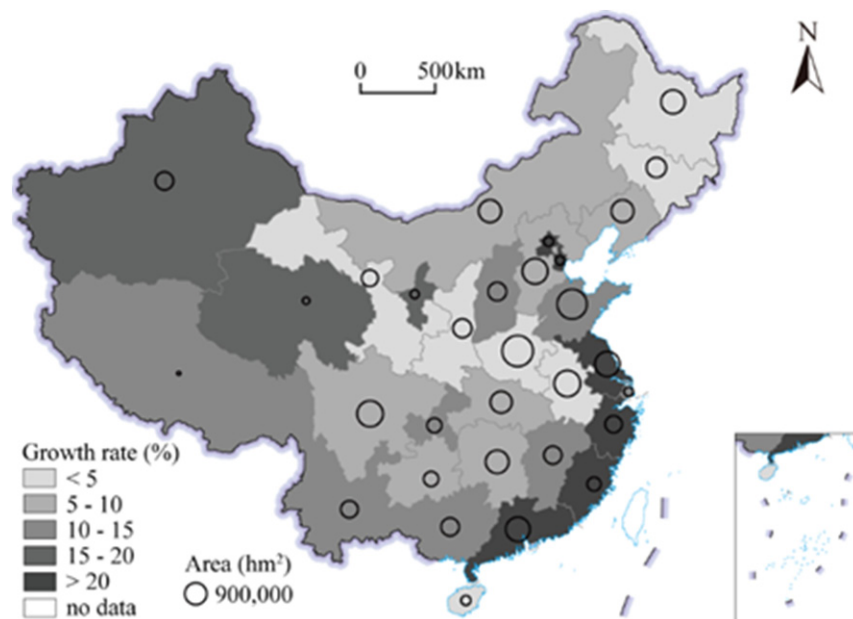 N
0 500km
Growth rate (%)
< 5
5 - 10
10 - 15
15 - 20
> 20
no data
Area (hm²)
900,000